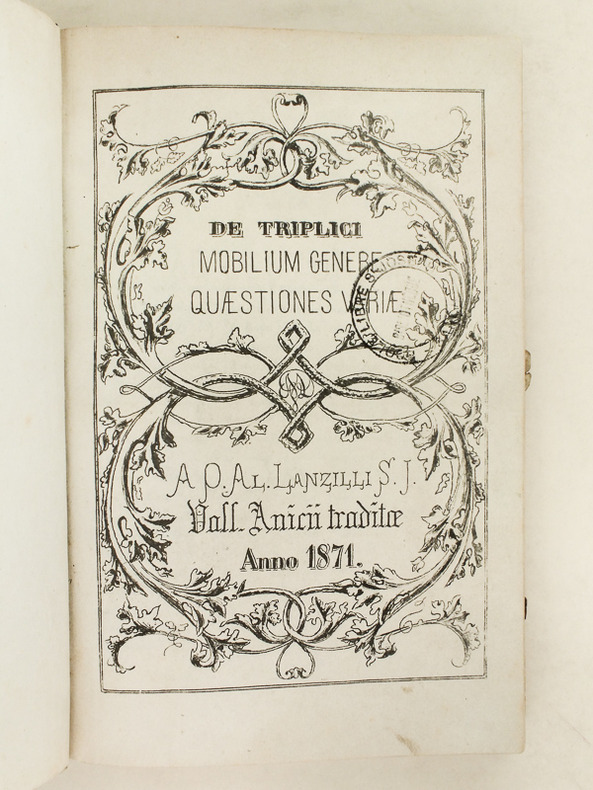 DE TRIPLICI
MOBILIUM GENERE
QUÆSTIONES VARIÆ
A P. AL. LANZILLI S. J.
Vall. Anicii traditæ
Anno 1871.